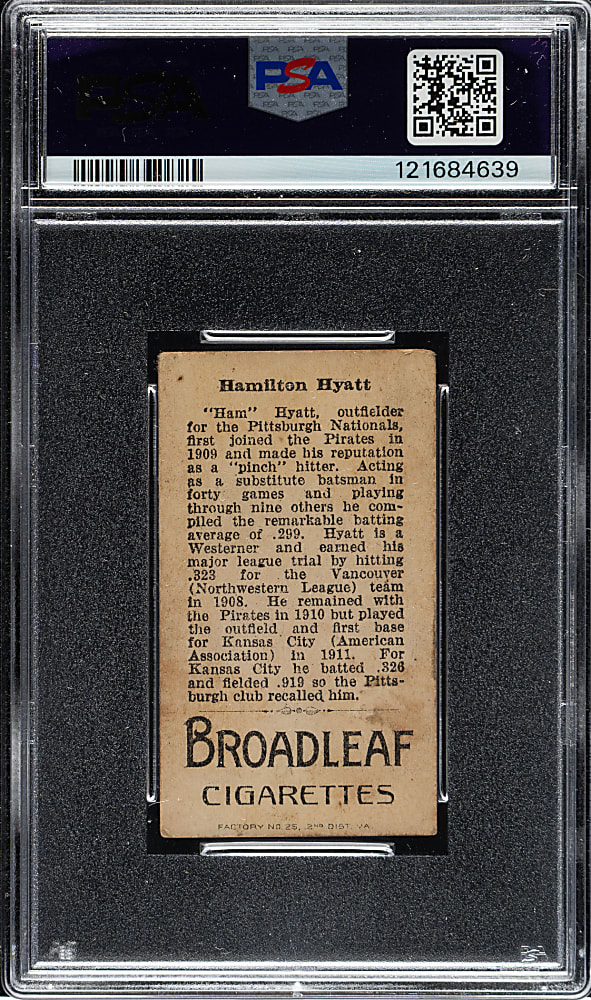 PSA
121684639
Hamilton Hyatt
"Ham" Hyatt, outfielder
for the Pittsburgh Nationals,
first joined the Pirates in
1909 and made his reputation
as a "pinch" hitter. Acting
as a substitute batsman in
forty games and playing
through nine others he com-
piled the remarkable batting
average of .299. Hyatt is a
Westerner and earned his
major league trial by hitting
.323 for the Vancouver
(Northwestern League) team
in 1908. He remained with
the Pirates in 1910 but played
the outfield and first base
for Kansas City (American
Association) in 1911. For
Kansas City he batted .326
and fielded .919 so the Pitts-
burgh club recalled him.
BROADLEAF
CIGARETTES
FACTORY NO. 25, 2ND DIST. VA.